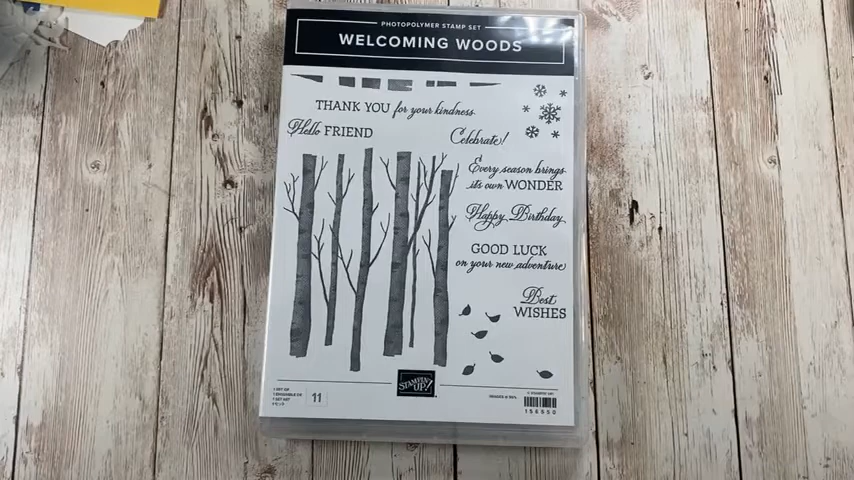 PHOTOPOLYMER STAMP SET
WELCOMING WOODS
THANK YOU for your kindness
Hello FRIEND
Celebrate!
Every season brings
its own WONDER
Happy Birthday
GOOD LUCK
on your new adventure
Best
WISHES
STAMPIN' UP!
11